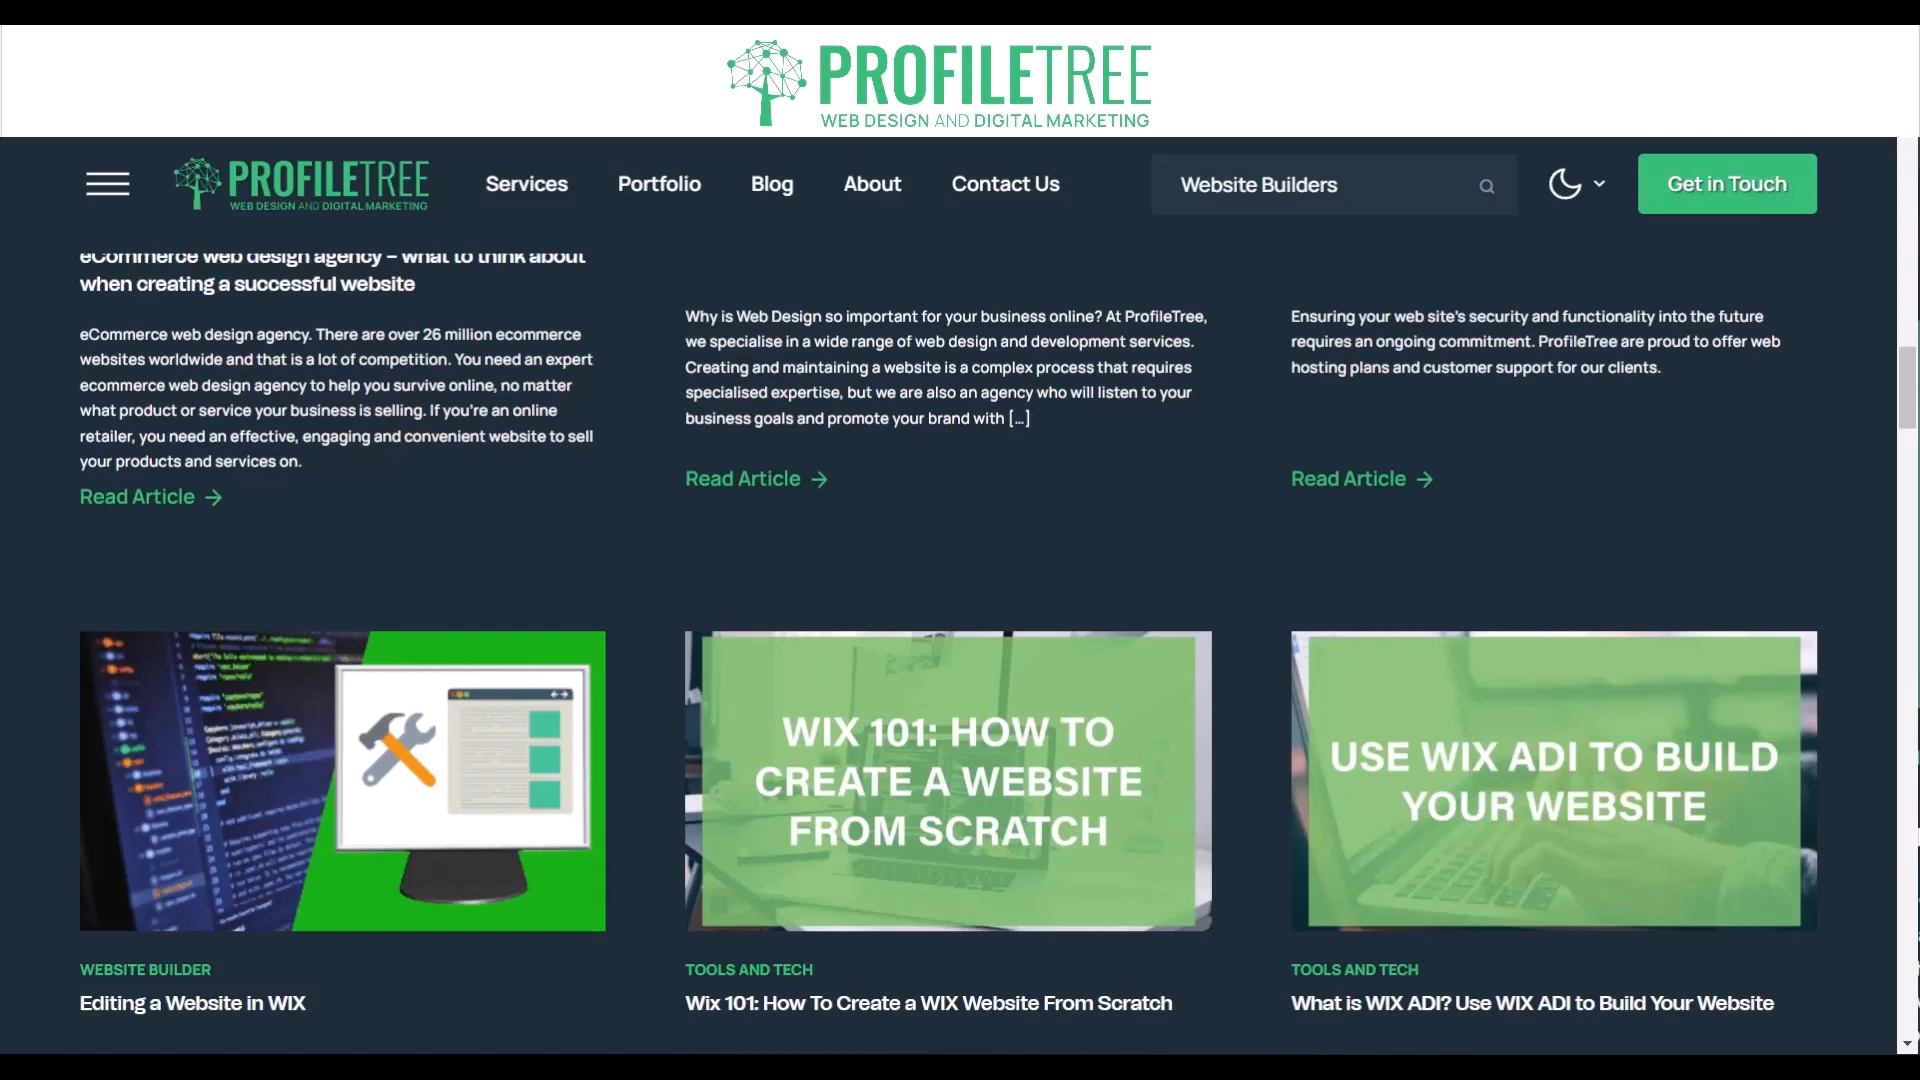 PROFILETREE
WEB DESIGN AND DIGITAL MARKETING
PROFILETREE
WEB DESIGN AND DIGITAL MARKETING
Services
Portfolio
Blog
About
Contact Us
Website Builders
Get in Touch
eCommerce web design agency – what to think about
when creating a successful website
eCommerce web design agency. There are over 26 million ecommerce
websites worldwide and that is a lot of competition. You need an expert
ecommerce web design agency to help you survive online, no matter
what product or service your business is selling. If you're an online
retailer, you need an effective, engaging and convenient website to sell
your products and services on.
Read Article
Why is Web Design so important for your business online? At ProfileTree,
we specialise in a wide range of web design and development services.
Creating and maintaining a website is a complex process that requires
specialised expertise, but we are also an agency who will listen to your
business goals and promote your brand with [...]
Read Article
Ensuring your web site's security and functionality into the future
requires an ongoing commitment. ProfileTree are proud to offer web
hosting plans and customer support for our clients.
Read Article
WEBSITE BUILDER
Editing a Website in WIX
WIX 101: HOW TO
CREATE A WEBSITE
FROM SCRATCH
TOOLS AND TECH
Wix 101: How To Create a WIX Website From Scratch
USE WIX ADI TO BUILD
YOUR WEBSITE
TOOLS AND TECH
What is WIX ADI? Use WIX ADI to Build Your Website